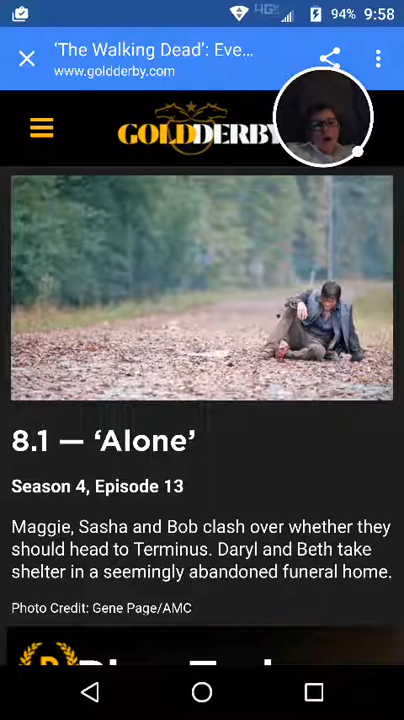 4G 94% 9:58
'The Walking Dead': Eve...
www.goldderby.com
GOLDDERBY
8.1 — 'Alone'
Season 4, Episode 13
Maggie, Sasha and Bob clash over whether they
should head to Terminus. Daryl and Beth take
shelter in a seemingly abandoned funeral home.
Photo Credit: Gene Page/AMC